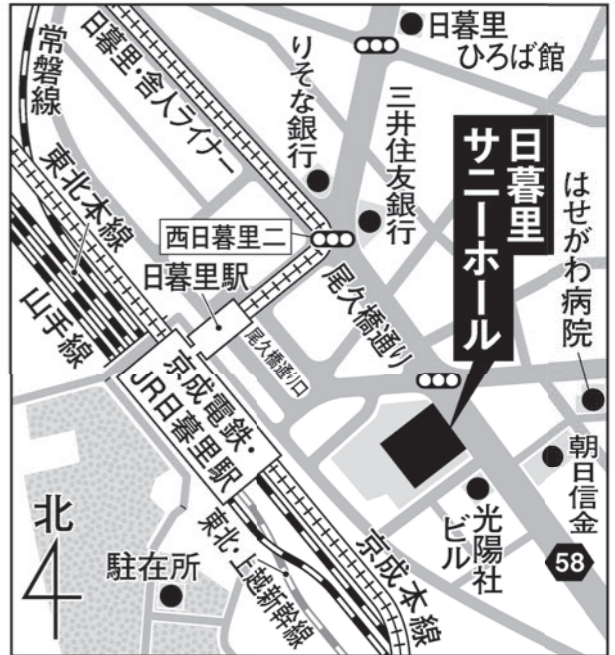 日暮里
ひろば館
常磐線
日暮里・舎人ライナー
りそな銀行
三井住友銀行
日暮里
サニーホール
はせがわ病院
東北本線
西日暮里二
日暮里駅
山手線
尾久橋通り
尾久橋通り口
京成電鉄・
JR日暮里駅
朝日信金
光陽社
ビル
58
北
駐在所
東北・上越新幹線
京成本線